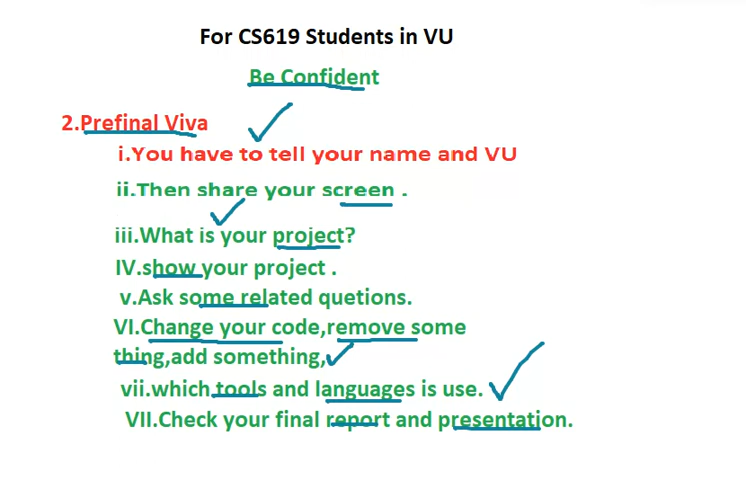 For CS619 Students in VU
Be Confident
2.Prefinal Viva
i.You have to tell your name and VU
ii.Then share your screen .
iii.What is your project?
IV.show your project .
v.Ask some related quetions.
VI.Change your code,remove some
thing,add something,
vii.which tools and languages is use.
VII.Check your final report and presentation.